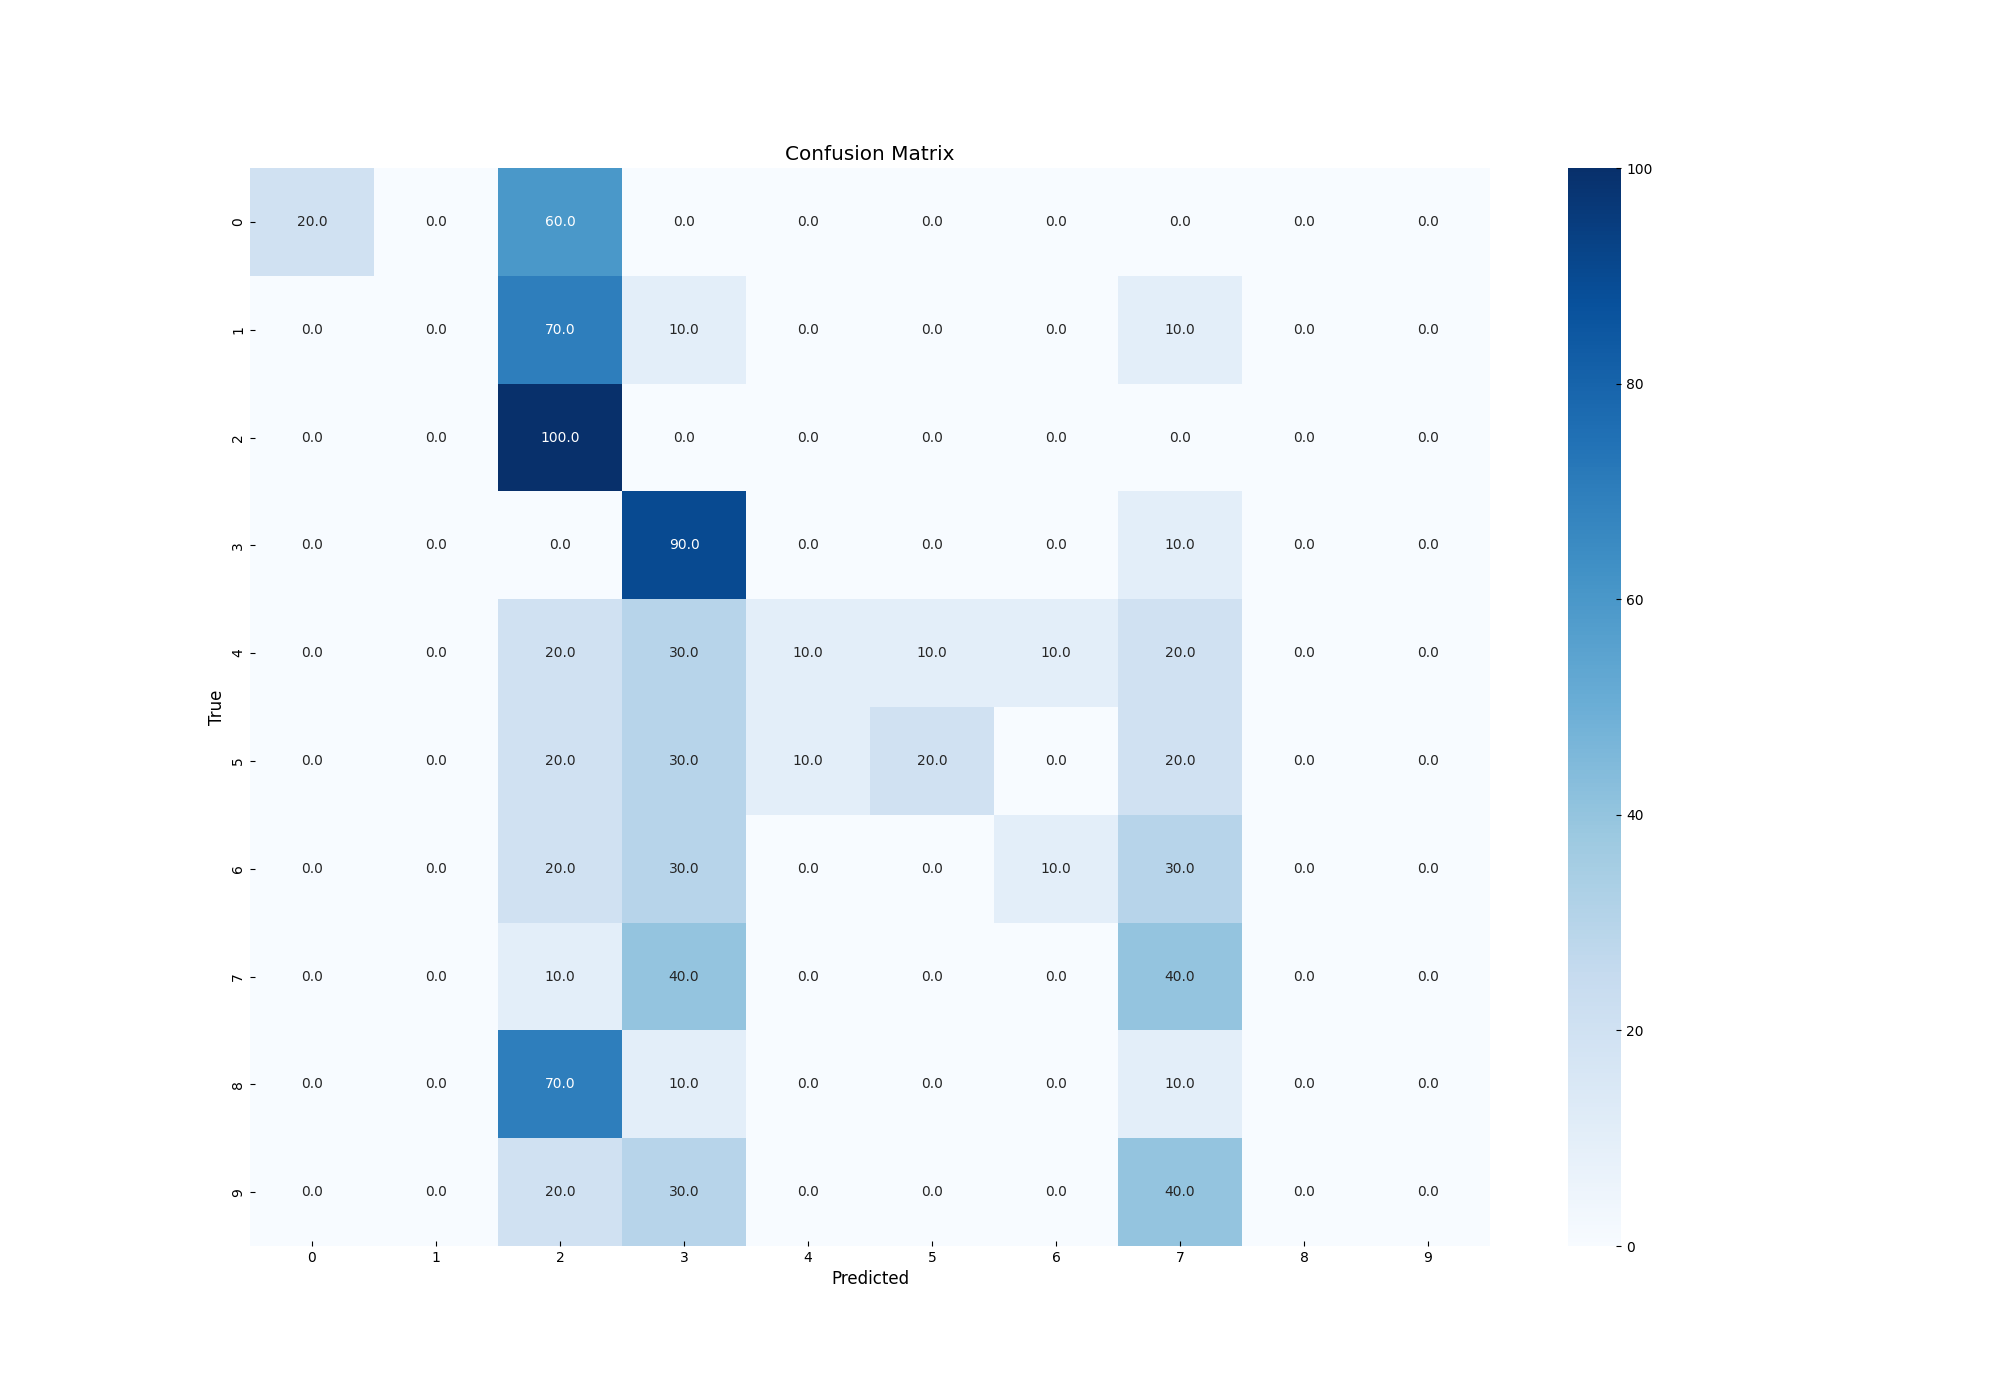 Confusion Matrix
0 20.0 0.0 60.0 0.0 0.0 0.0 0.0 0.0 0.0 0.0
1 0.0 0.0 70.0 10.0 0.0 0.0 0.0 10.0 0.0 0.0
2 0.0 0.0 100.0 0.0 0.0 0.0 0.0 0.0 0.0 0.0
3 0.0 0.0 0.0 90.0 0.0 0.0 0.0 10.0 0.0 0.0
4 0.0 0.0 20.0 30.0 10.0 10.0 10.0 20.0 0.0 0.0
5 0.0 0.0 20.0 30.0 10.0 20.0 0.0 20.0 0.0 0.0
6 0.0 0.0 20.0 30.0 0.0 0.0 10.0 30.0 0.0 0.0
7 0.0 0.0 10.0 40.0 0.0 0.0 0.0 40.0 0.0 0.0
8 0.0 0.0 70.0 10.0 0.0 0.0 0.0 10.0 0.0 0.0
9 0.0 0.0 20.0 30.0 0.0 0.0 0.0 40.0 0.0 0.0
0 1 2 3 4 5 6 7 8 9
Predicted
True
100
80
60
40
20
0